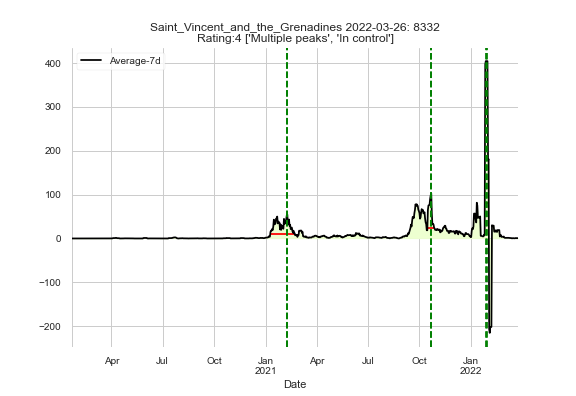 Saint_Vincent_and_the_Grenadines 2022-03-26: 8332
Rating:4 ['Multiple peaks', 'In control']
Average-7d
400
300
200
100
0
−100
−200
Apr Jul Oct Jan Apr Jul Oct Jan
2021 2022
Date